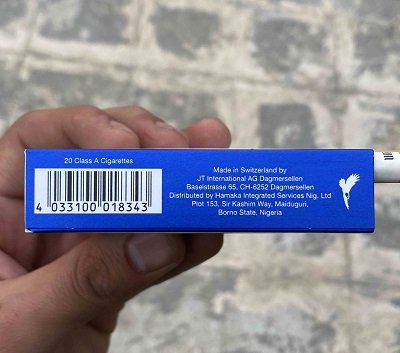 20 Class A Cigarettes
4 033100 018343
Made in Switzerland by
JT International AG Dagmersellen
Baselstrasse 65, CH-6252 Dagmersellen
Distributed by Hamaka Integrated Services Nig. Ltd
Plot 153, Sir Kashim Way, Maiduguri,
Borno State, Nigeria